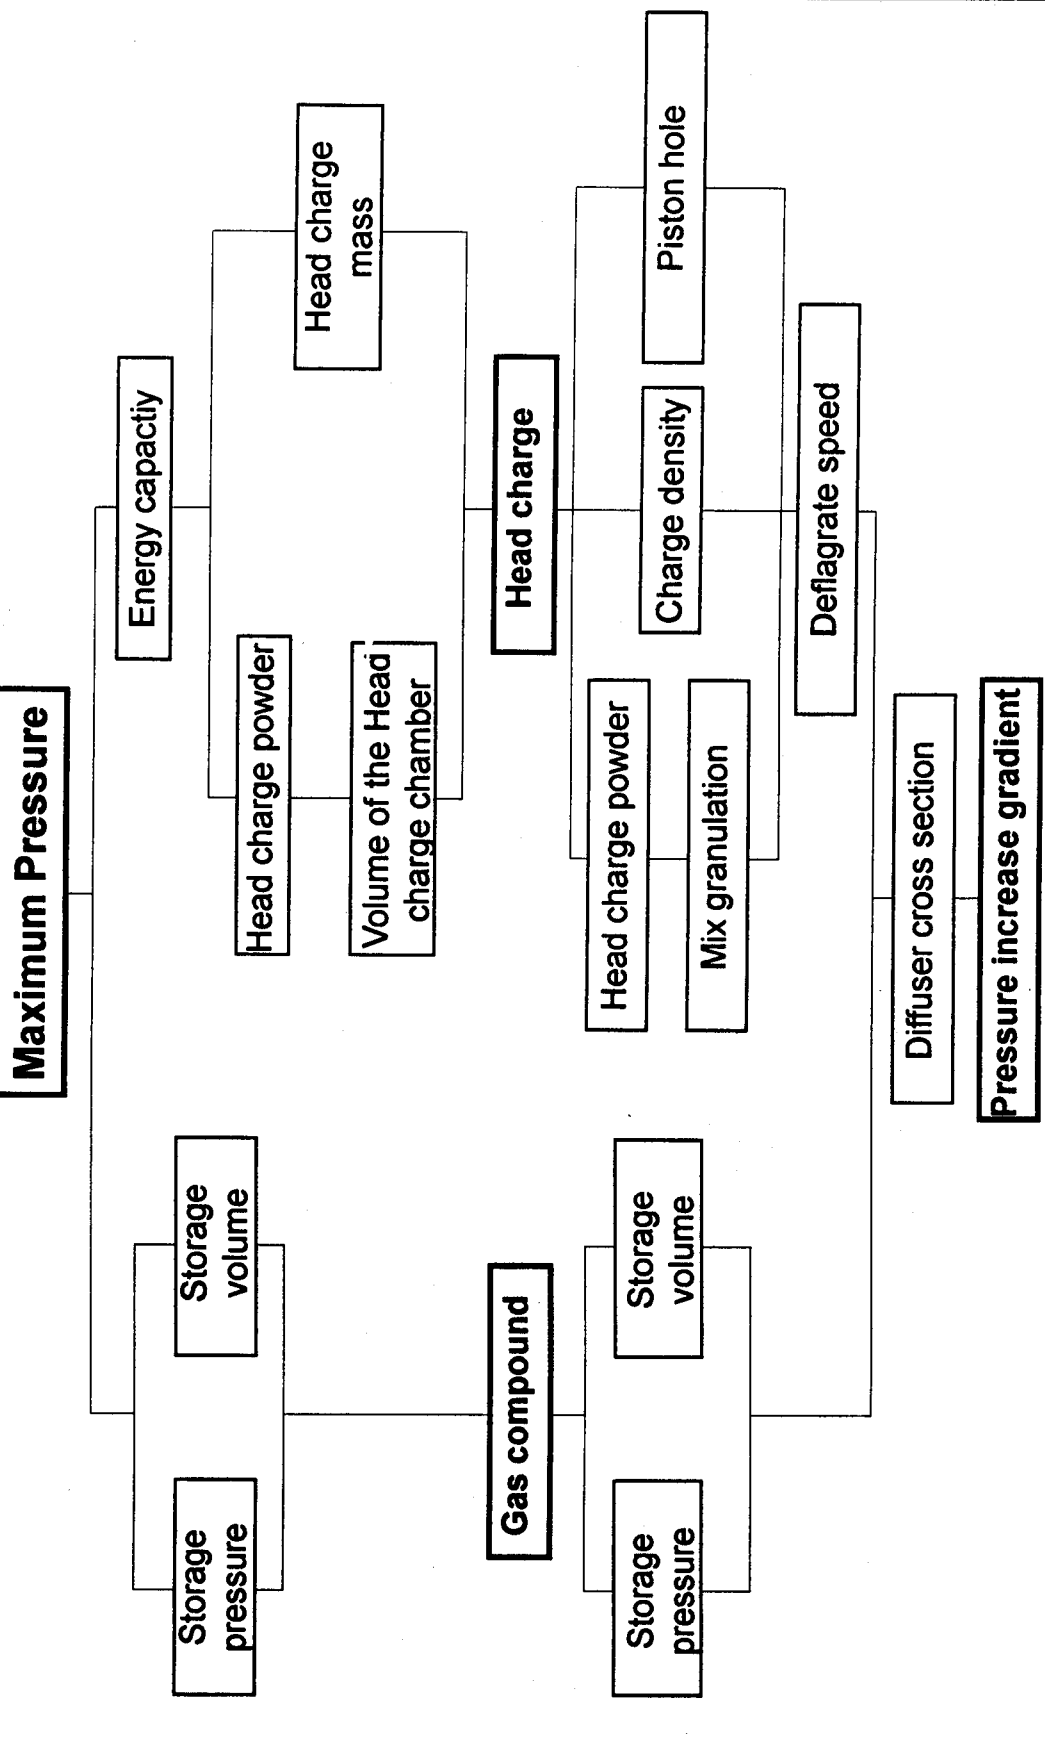 Maximum Pressure
Energy capactiy
Storage
pressure
Storage
volume
Head charge powder
Head charge
mass
Volume of the Head
charge chamber
Gas compound
Head charge
Storage
pressure
Storage
volume
Head charge powder
Charge density
Piston hole
Mix granulation
Deflagrate speed
Diffuser cross section
Pressure increase gradient